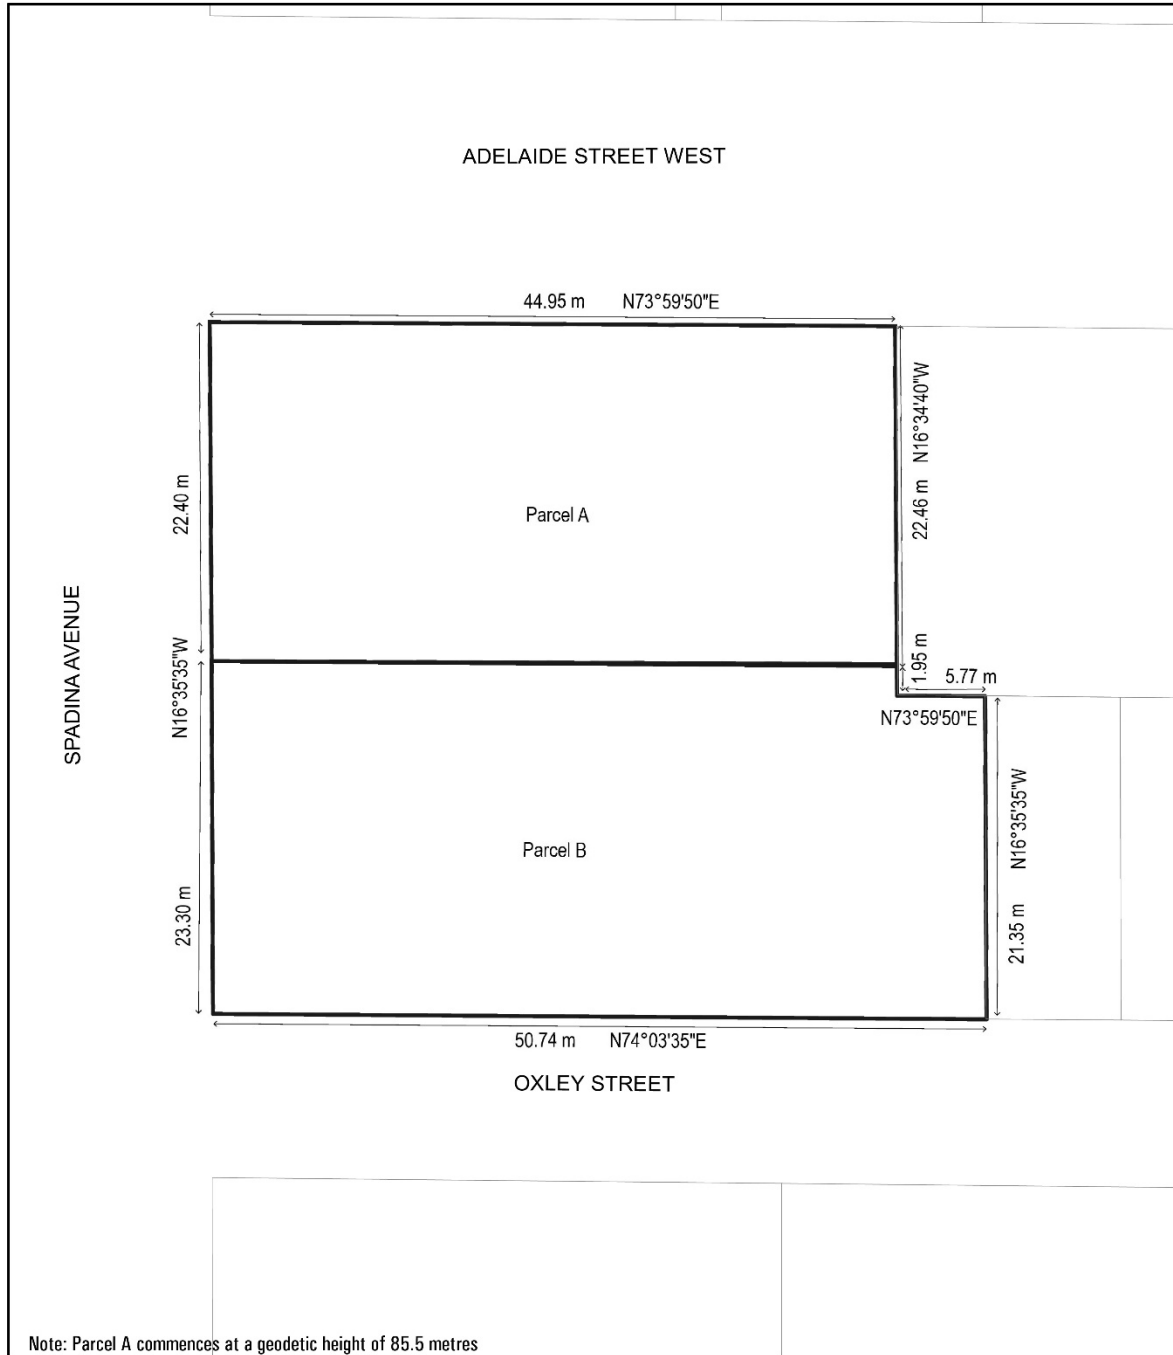 ADELAIDE STREET WEST
44.95 m N73°59'50"E
22.40 m
N16°34'40"W
22.46 m
Parcel A
SPADINA AVENUE
N16°35'35"W
1.95 m
5.77 m
N73°59'50"E
N16°35'35"W
Parcel B
23.30 m
21.35 m
50.74 m N74°03'35"E
OXLEY STREET
Note: Parcel A commences at a geodetic height of 85.5 metres